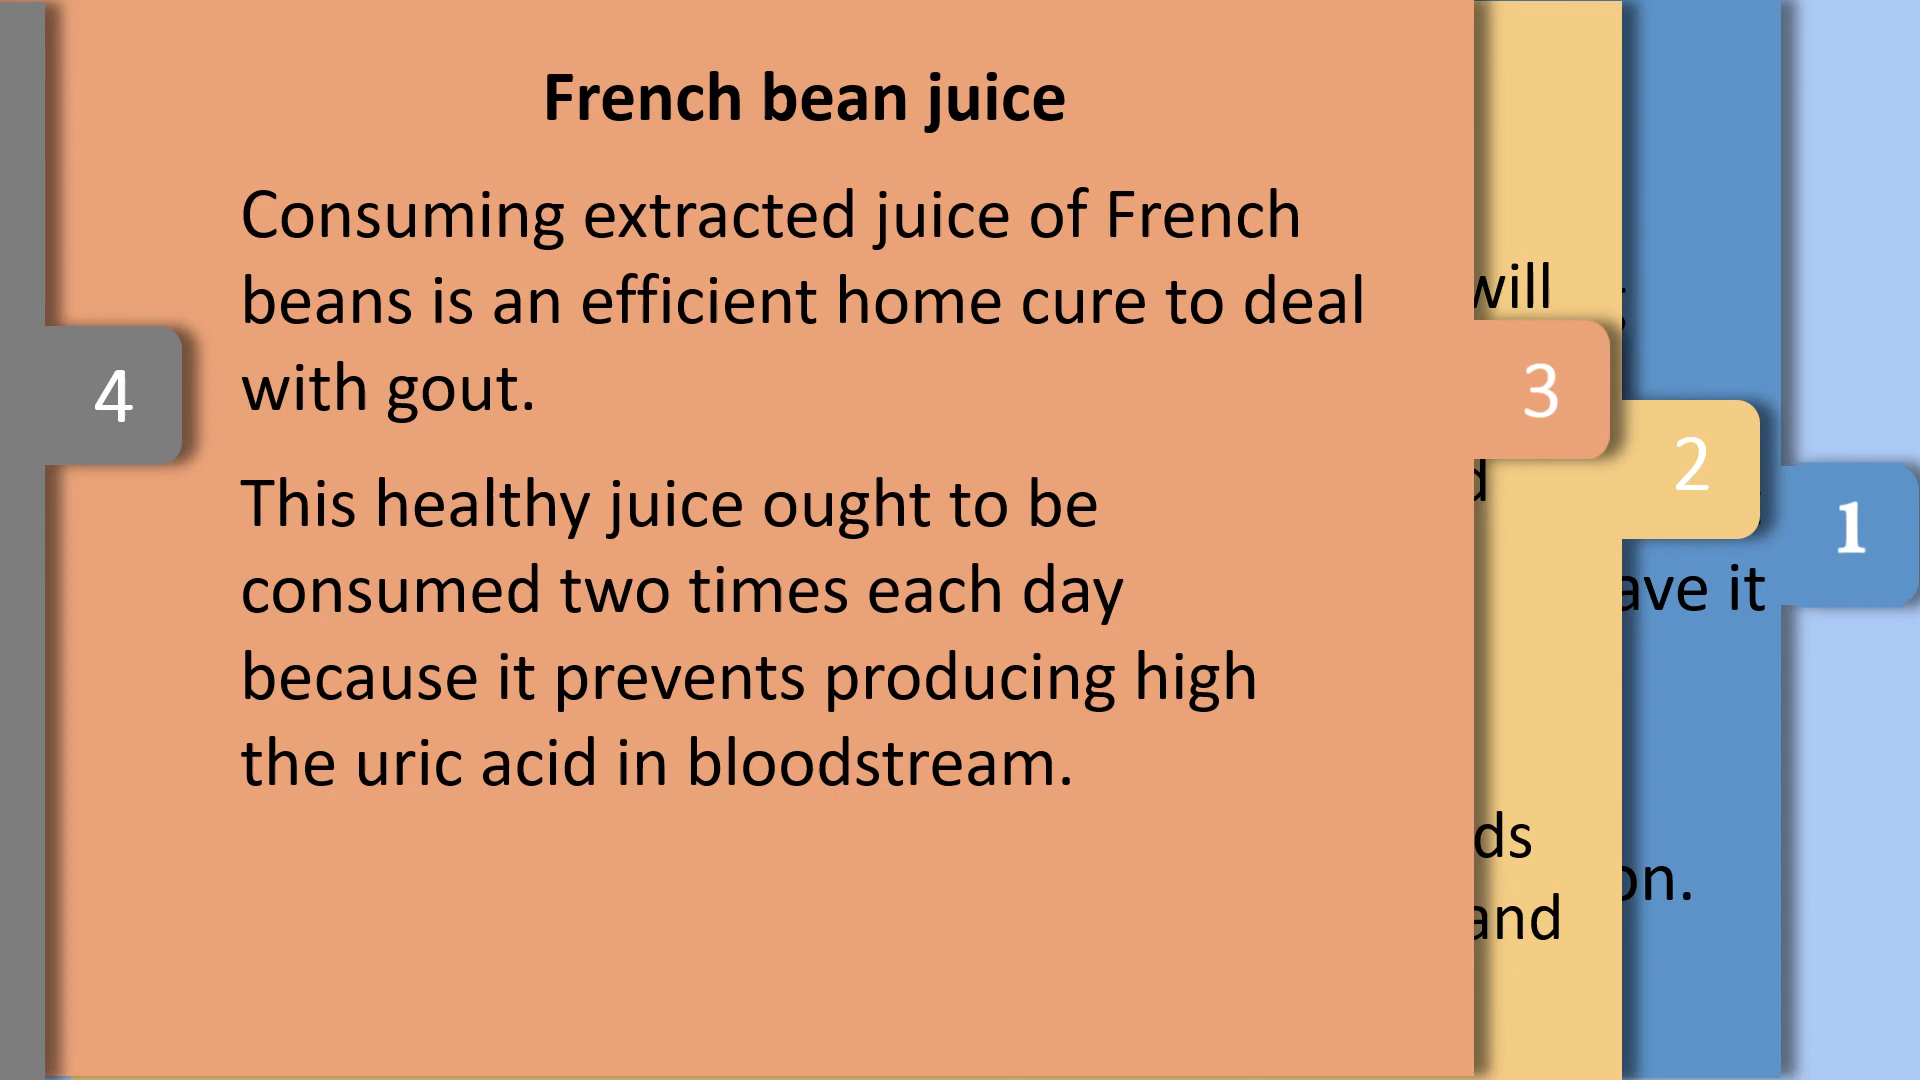 French bean juice
Consuming extracted juice of French
beans is an efficient home cure to deal
with gout.
This healthy juice ought to be
consumed two times each day
because it prevents producing high
the uric acid in bloodstream.
4
3
2
1
will
ave it
ds
and
on.